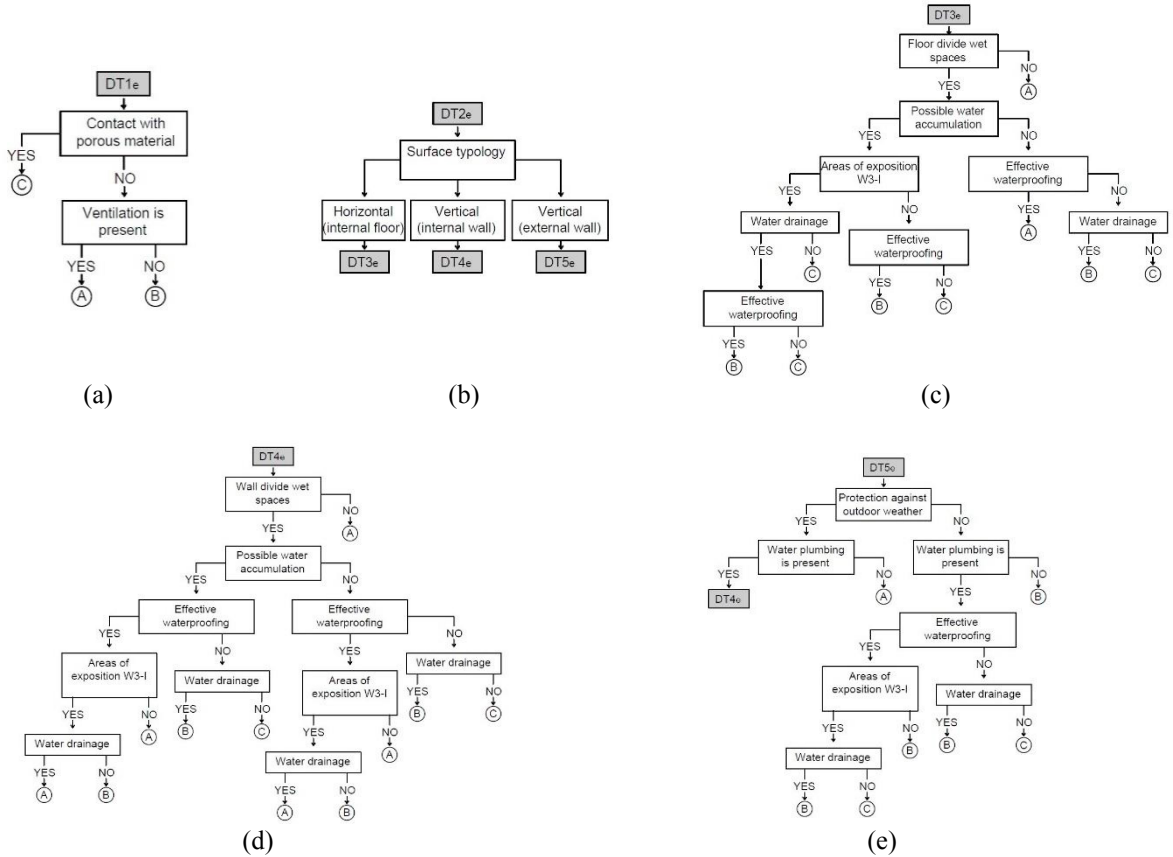 DT1e
Contact with
porous material
YES
C
NO
Ventilation is
present
YES
NO
A
B
(a)
DT2e
Surface typology
Horizontal
(internal floor)
Vertical
(internal wall)
Vertical
(external wall)
DT3e
DT4e
DT5e
(b)
DT3e
Floor divide wet
spaces
YES
NO
A
Possible water
accumulation
YES
NO
Areas of exposition
W3-I
Effective
waterproofing
YES
NO
YES
NO
Water drainage
Effective
waterproofing
A
Water drainage
YES
NO
C
YES
NO
B
C
YES
NO
B
C
Effective
waterproofing
YES
NO
B
C
(c)
DT4e
Wall divide wet
spaces
YES
NO
A
Possible water
accumulation
YES
NO
Effective
waterproofing
Effective
waterproofing
YES
NO
YES
NO
Areas of
exposition W3-I
Water drainage
Areas of
exposition W3-I
Water drainage
YES
NO
A
YES
NO
B
C
YES
NO
A
YES
NO
B
C
Water drainage
YES
NO
A
B
Water drainage
YES
NO
A
B
(d)
DT5e
Protection against
outdoor weather
YES
NO
Water plumbing
is present
Water plumbing is
present
YES
NO
DT4e
A
YES
NO
B
Effective
waterproofing
YES
NO
Areas of
exposition W3-I
Water drainage
YES
NO
B
YES
NO
B
C
Water drainage
YES
NO
B
C
(e)